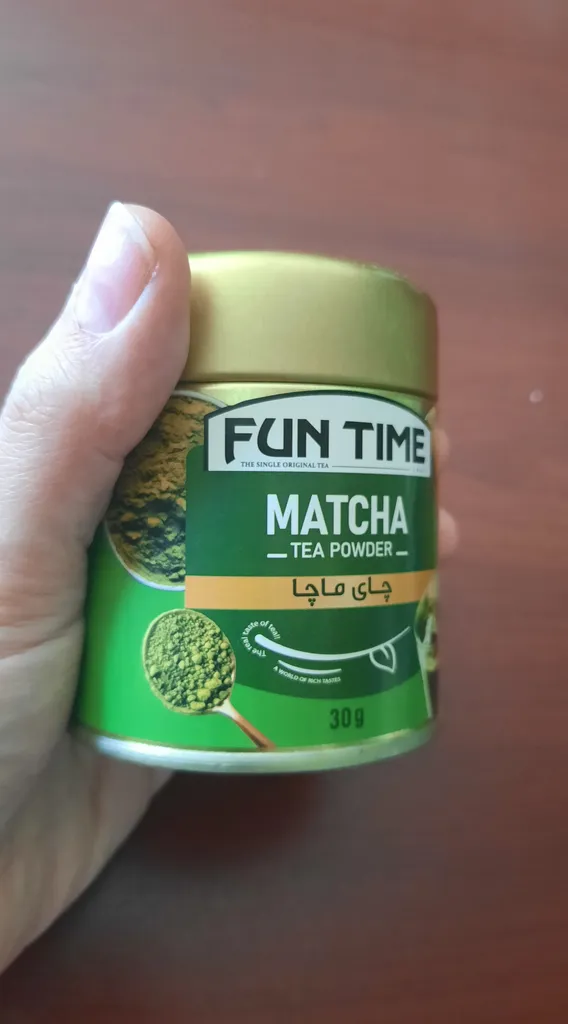 FUN TIME
THE SINGLE ORIGINAL TEA
MATCHA
TEA POWDER
چای ماچا
The real taste of tea!
A WORLD OF RICH TASTES
30 g